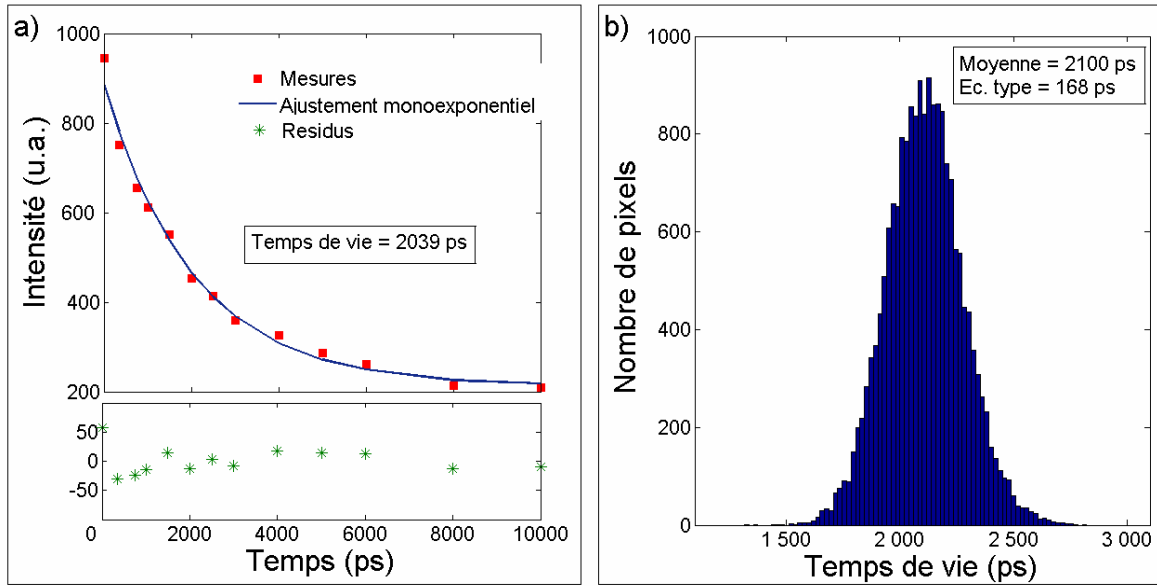 a)
1000
800
600
400
200
Intensité (u.a.)
Mesures
Ajustement monoexponentiel
Residus
Temps de vie = 2039 ps
50
0
-50
0
2000
4000
6000
8000
10000
Temps (ps)
b)
1000
800
600
400
200
0
Nombre de pixels
Moyenne = 2100 ps
Ec. type = 168 ps
1 500
2 000
2 500
3 000
Temps de vie (ps)